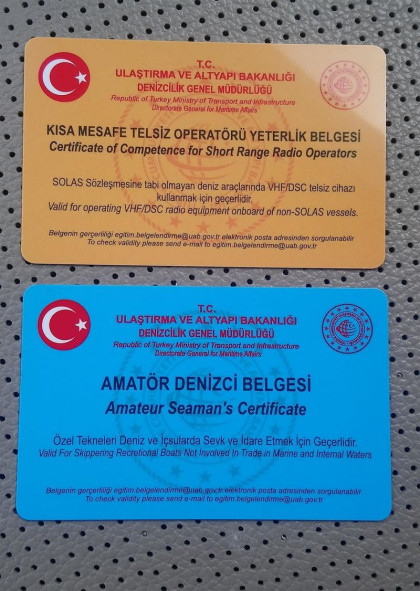 T.C.
ULAŞTIRMA VE ALTYAPI BAKANLIĞI
DENİZCİLİK GENEL MÜDÜRLÜĞÜ
Republic of Turkey Ministry of Transport and Infrastructure
Directorate General for Maritime Affairs
KISA MESAFE TELSİZ OPERATÖRÜ YETERLİK BELGESİ
Certificate of Competence for Short Range Radio Operators
SOLAS Sözleşmesine tabi olmayan deniz araçlarında VHF/DSC telsiz cihazı
kullanmak için geçerlidir.
Valid for operating VHF/DSC radio equipment onboard of non-SOLAS vessels.
Belgenin gerçerliliği egitim.belgelendirme@uab.gov.tr elektronik posta adresinden sorgulanabilir
To check validity please send e-mail to egitim.belgelendirme@uab.gov.tr
T.C.
ULAŞTIRMA VE ALTYAPI BAKANLIĞI
DENİZCİLİK GENEL MÜDÜRLÜĞÜ
Republic of Turkey Ministry of Transport and Infrastructure
Directorate General for Maritime Affairs
AMATÖR DENİZCİ BELGESİ
Amateur Seaman's Certificate
Özel Tekneleri Deniz ve İçsularda Sevk ve İdare Etmek İçin Geçerlidir.
Valid For Skippering Recretional Boats Not Involved In Trade in Marine and Internal Waters
Belgenin gerçerliliği egitim.belgelendirme@uab.gov.tr elektronik posta adresinden sorgulanabilir
To check validity please send e-mail to egitim.belgelendirme@uab.gov.tr